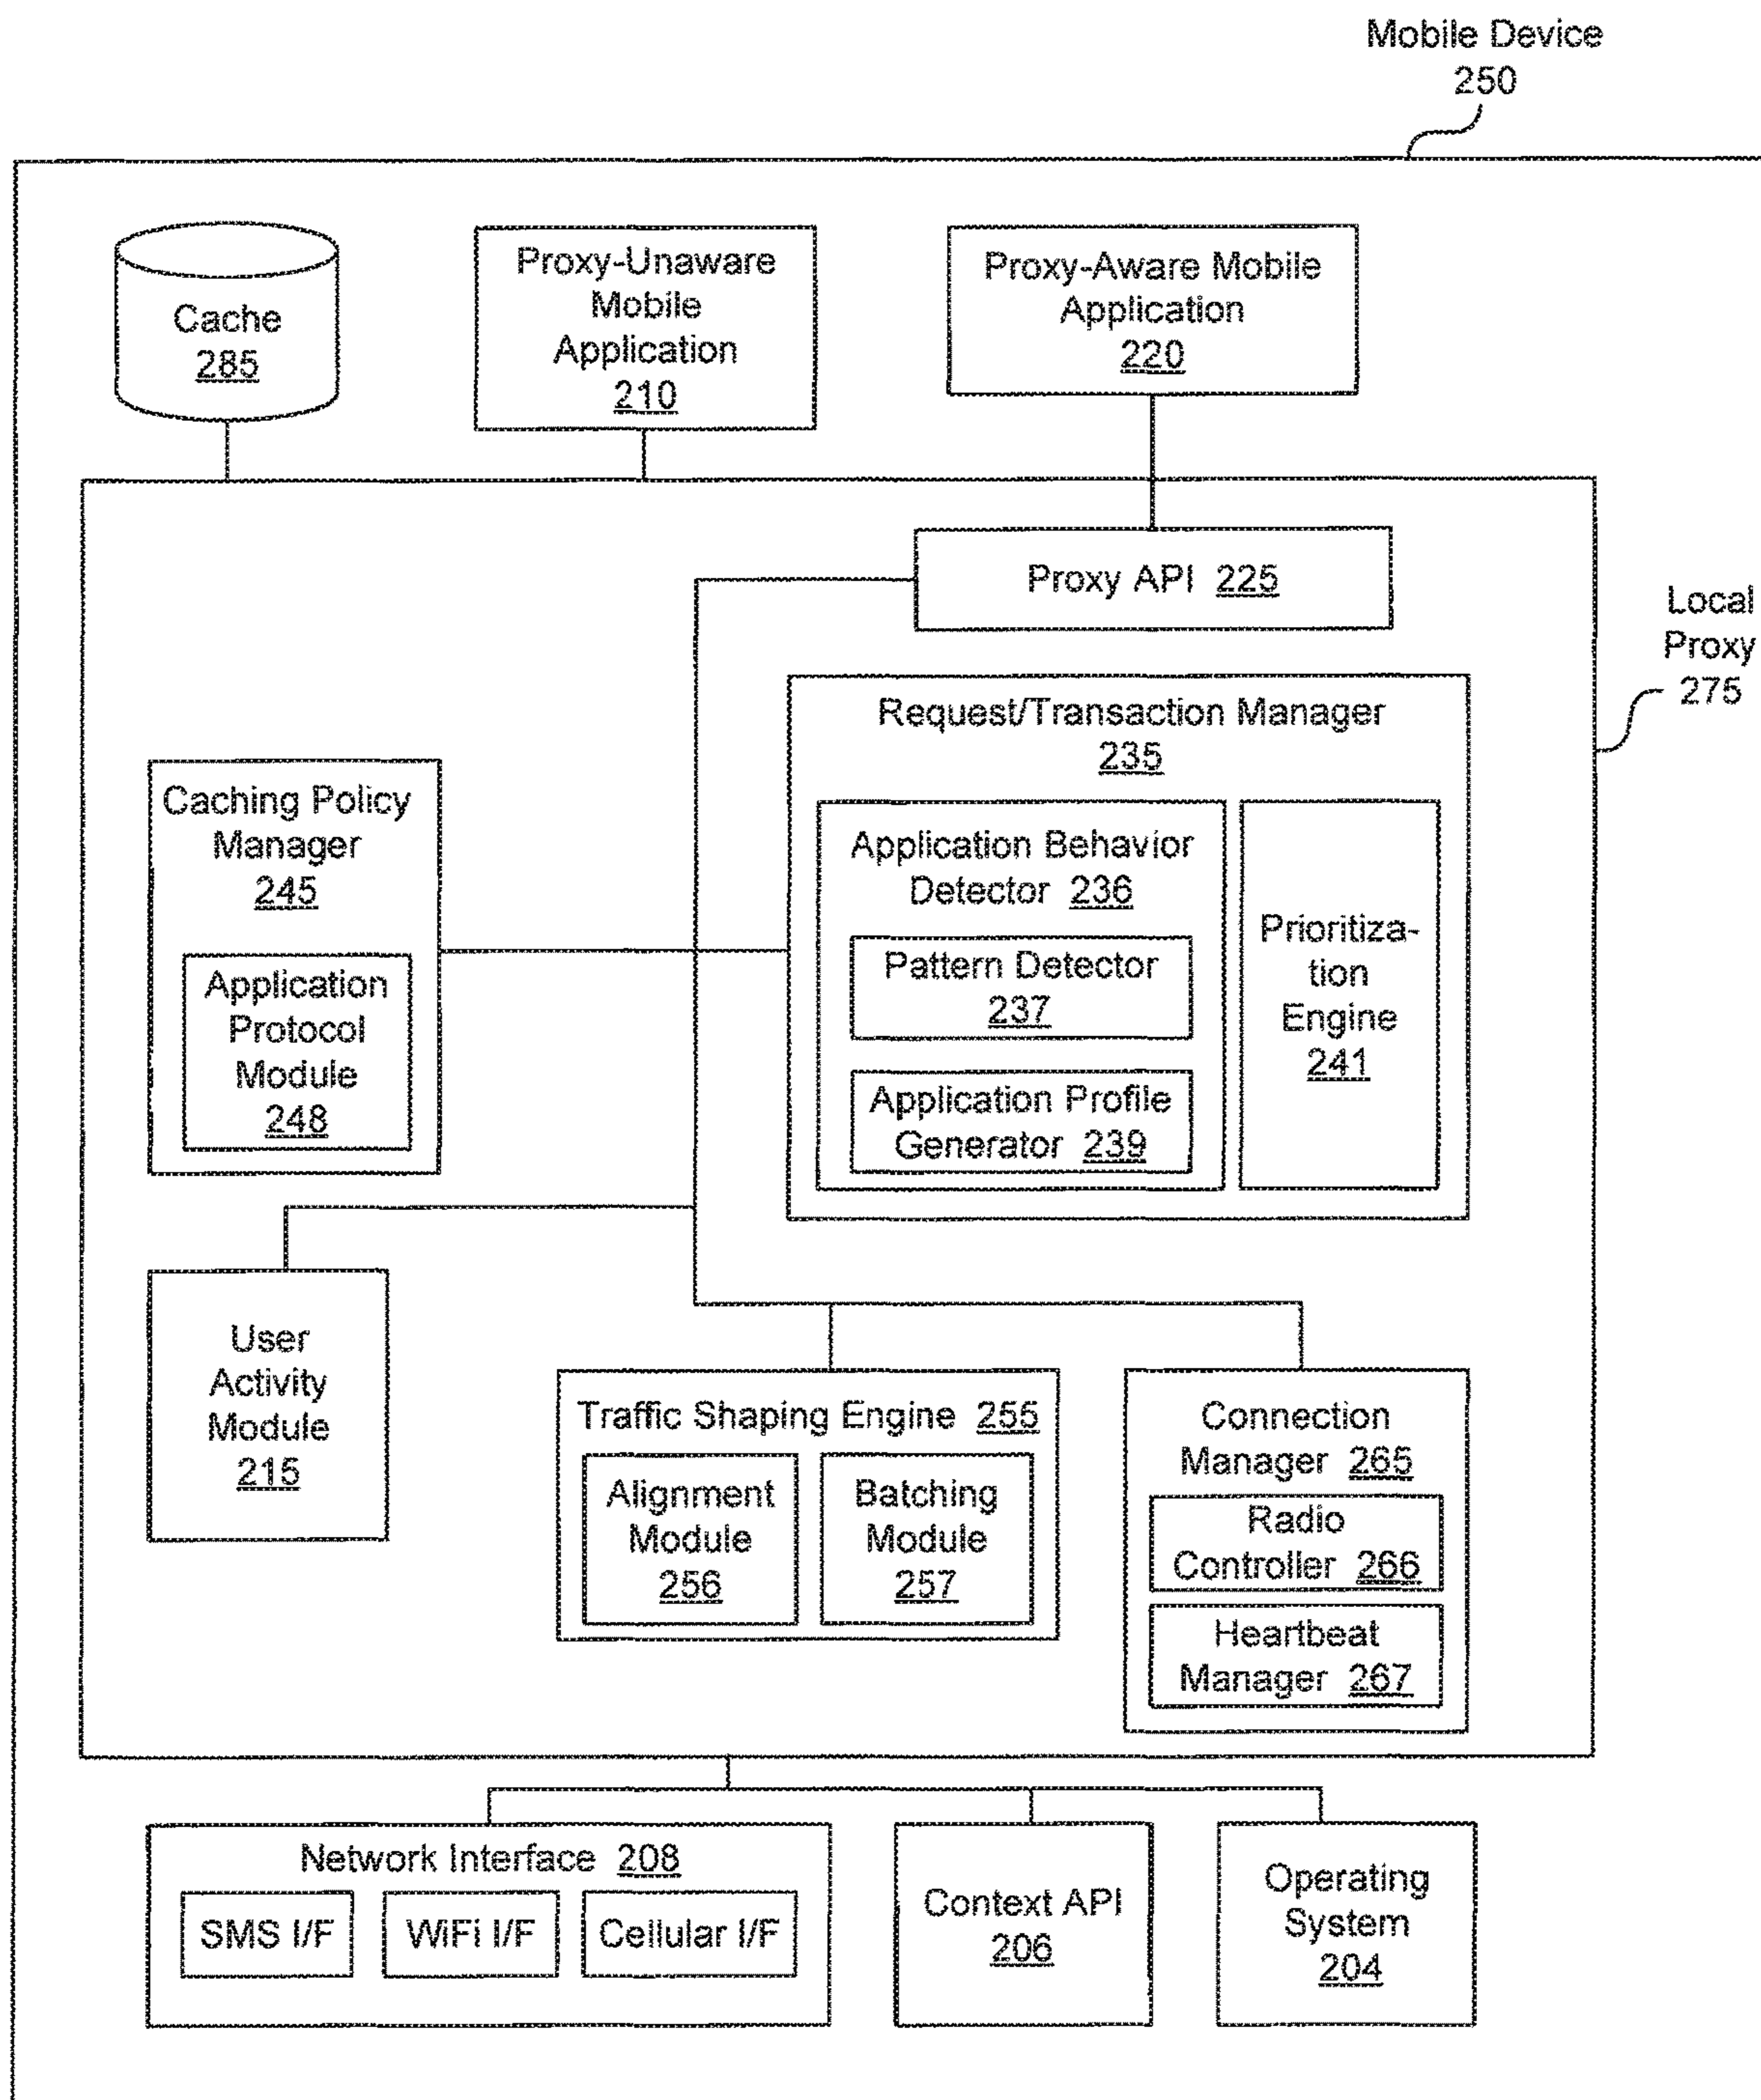 Mobile Device
250
Cache
285
Proxy-Unaware
Mobile
Application
210
Proxy-Aware Mobile
Application
220
Proxy API 225
Local
Proxy
275
Request/Transaction Manager
235
Caching Policy
Manager
245
Application
Protocol
Module
248
Application Behavior
Detector 236
Pattern Detector
237
Application Profile
Generator 239
Prioritiza-
tion
Engine
241
User
Activity
Module
215
Traffic Shaping Engine 255
Alignment
Module
256
Batching
Module
257
Connection
Manager 265
Radio
Controller 266
Heartbeat
Manager 267
Network Interface 208
SMS I/F
WiFi I/F
Cellular I/F
Context API
206
Operating
System
204